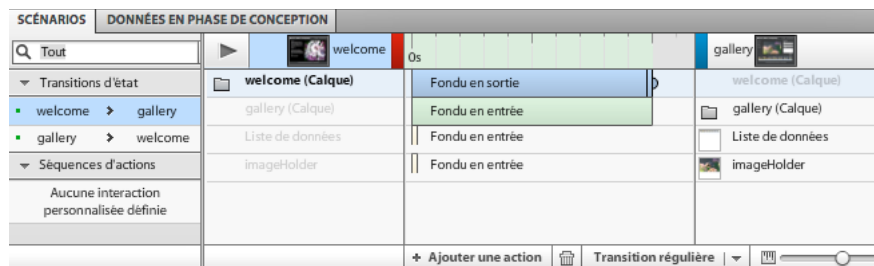 SCÉNARIOS DONNÉES EN PHASE DE CONCEPTION
Tout
welcome
0s
gallery
Transitions d'état
welcome (Calque)
Fondu en sortie
welcome (Calque)
welcome > gallery
gallery (Calque)
Fondu en entrée
gallery (Calque)
gallery > welcome
Liste de données
Fondu en entrée
Liste de données
Séquences d'actions
imageHolder
Fondu en entrée
imageHolder
Aucune interaction
personnalisée définie
+ Ajouter une action
Transition régulière